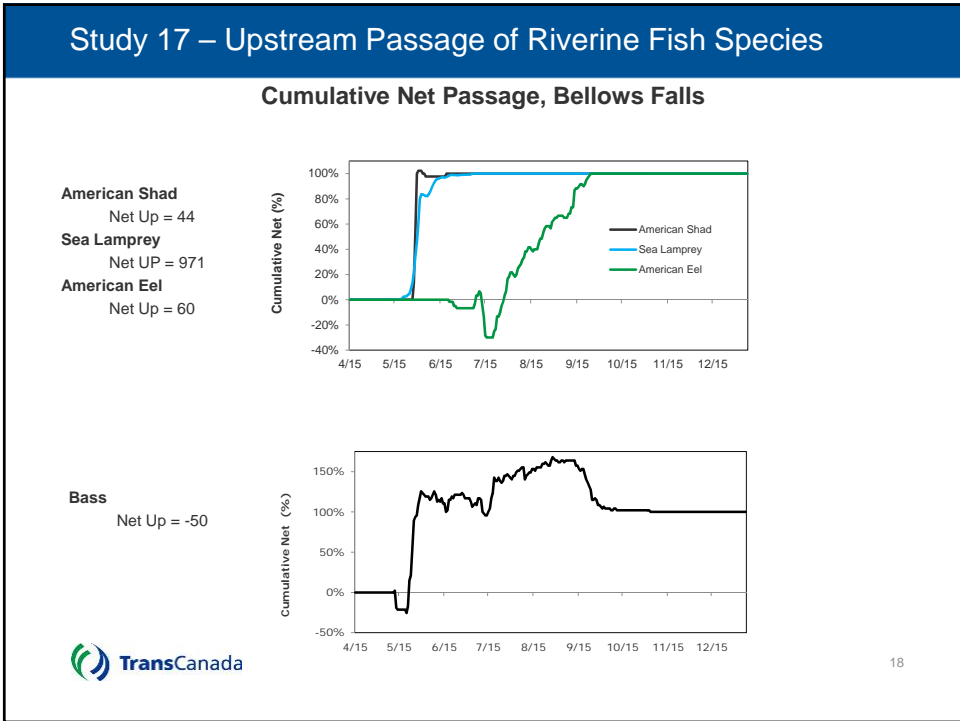 Study 17 – Upstream Passage of Riverine Fish Species
Cumulative Net Passage, Bellows Falls
American Shad
Net Up = 44
Sea Lamprey
Net UP = 971
American Eel
Net Up = 60
Cumulative Net (%)
100%
80%
60%
40%
20%
0%
-20%
-40%
American Shad
Sea Lamprey
American Eel
4/15 5/15 6/15 7/15 8/15 9/15 10/15 11/15 12/15
Bass
Net Up = -50
Cumulative Net (%)
150%
100%
50%
0%
-50%
4/15 5/15 6/15 7/15 8/15 9/15 10/15 11/15 12/15
TransCanada
18